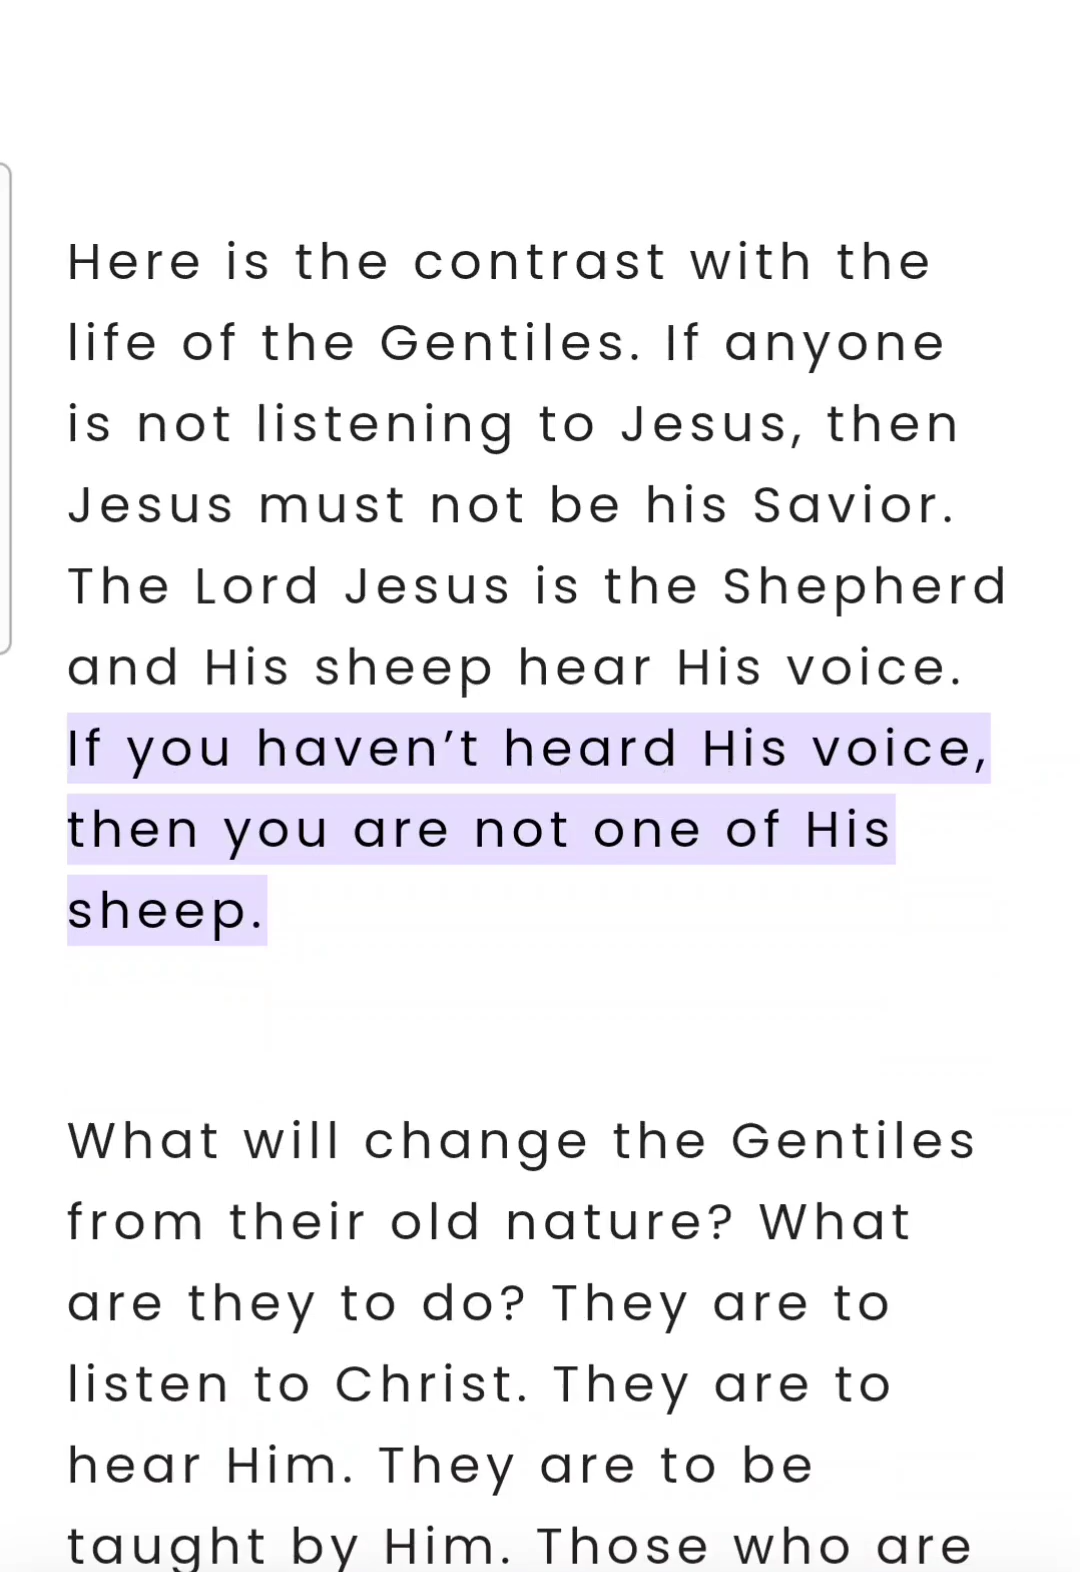 Here is the contrast with the
life of the Gentiles. If anyone
is not listening to Jesus, then
Jesus must not be his Savior.
The Lord Jesus is the Shepherd
and His sheep hear His voice.
If you haven’t heard His voice,
then you are not one of His
sheep.
What will change the Gentiles
from their old nature? What
are they to do? They are to
listen to Christ. They are to
hear Him. They are to be
taught by Him. Those who are